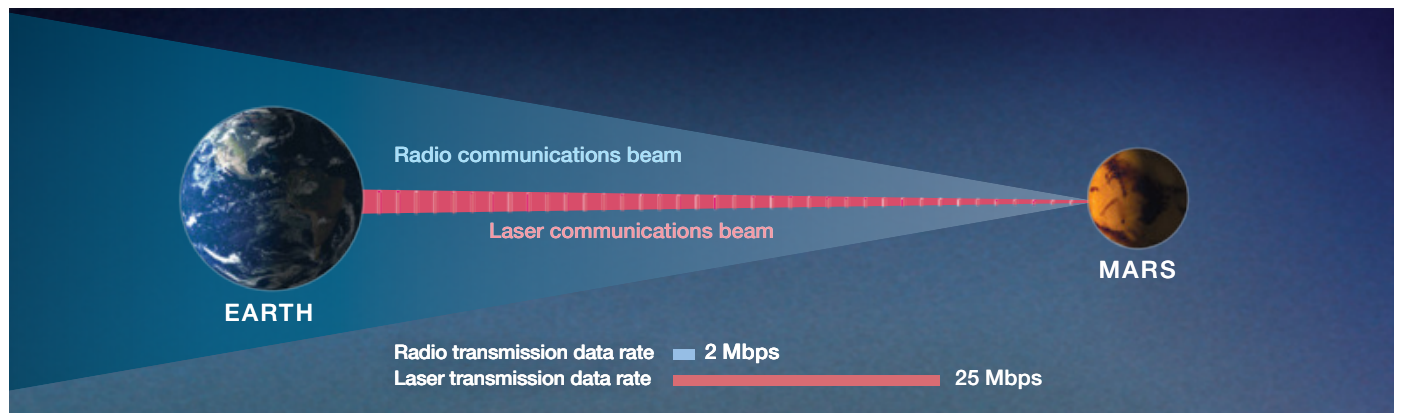 Radio communications beam
Laser communications beam
MARS
EARTH
Radio transmission data rate 2 Mbps
Laser transmission data rate 25 Mbps